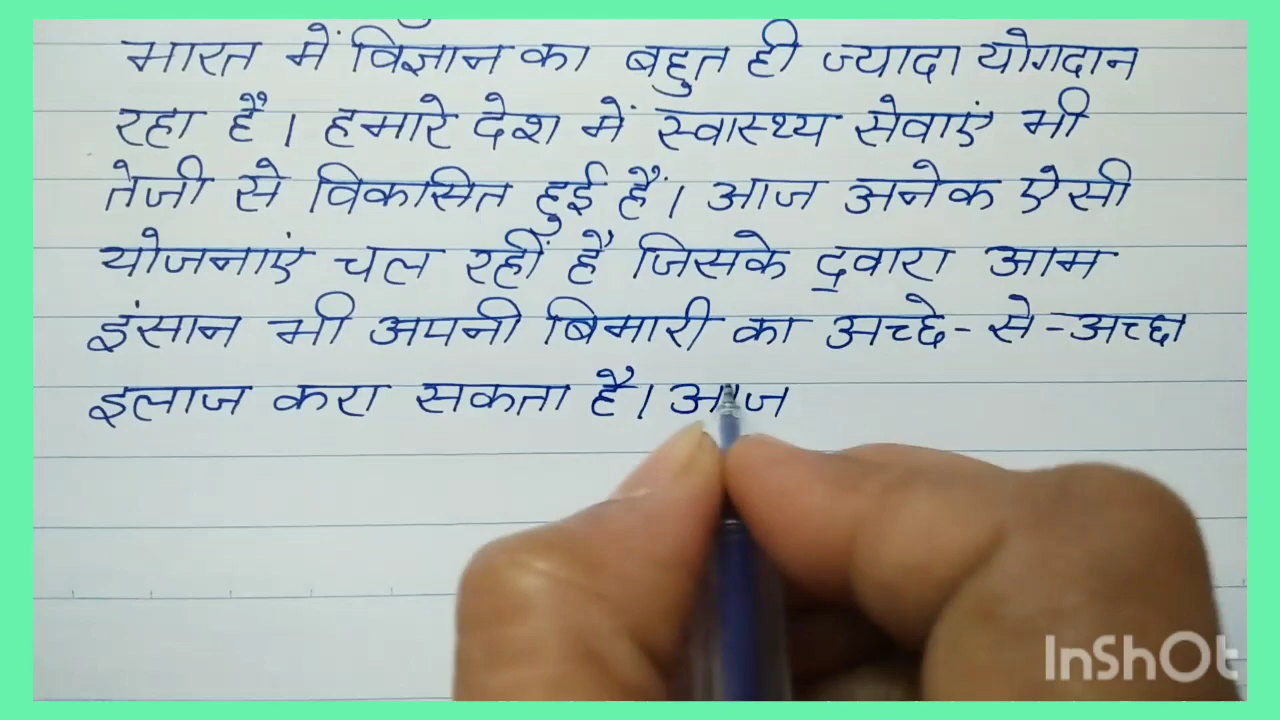 भारत में विज्ञान का बहुत ही ज्यादा योगदान
रहा है। हमारे देश में स्वास्थ्य सेवाएं भी
तेजी से विकसित हुई हैं। आज अनेक ऐसी
योजनाएं चल रहीं हैं जिसके द्रवारा आम
इंसान भी अपनी बिमारी का अच्छे-से-अच्छा
इलाज करा सकता है। आज
InShOt